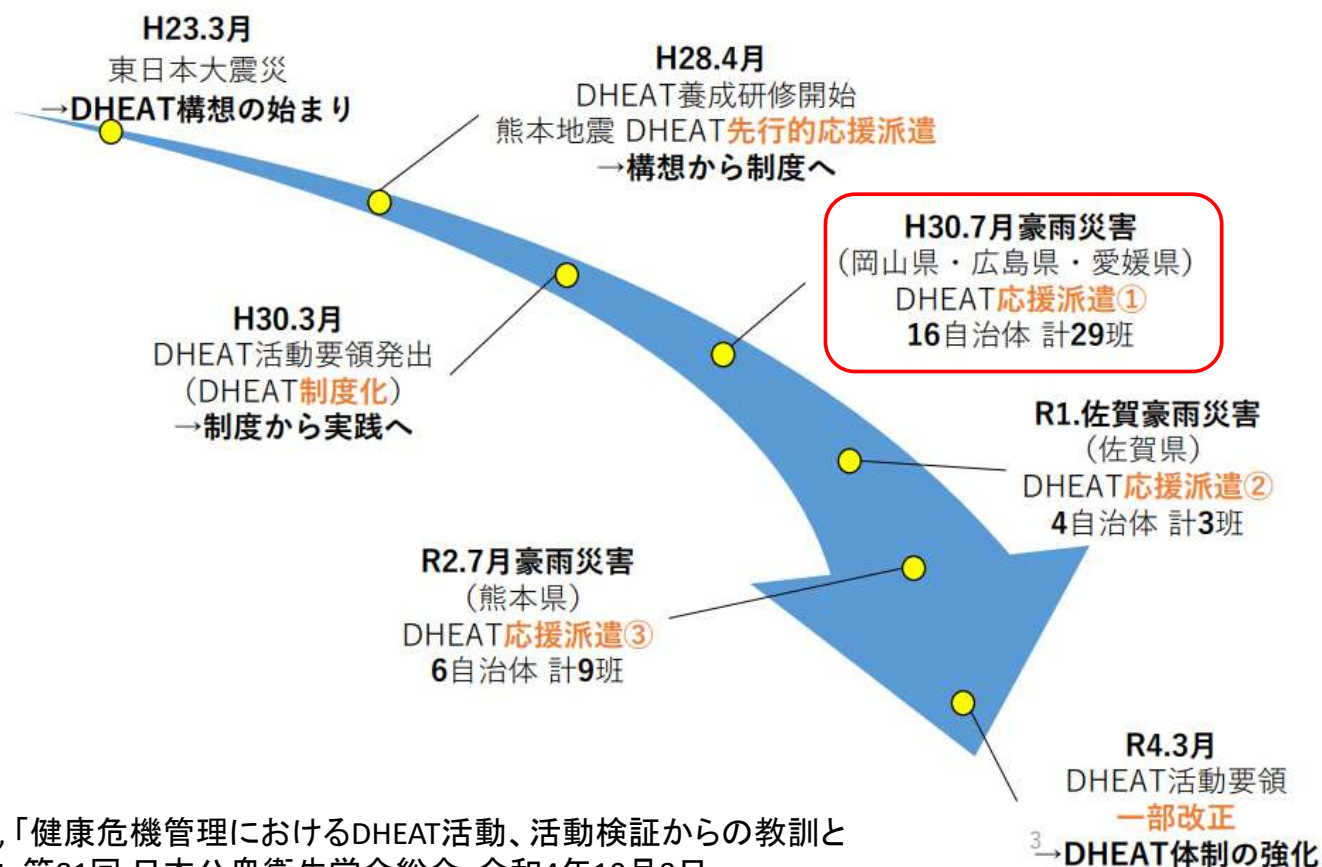 H23.3月
東日本大震災
→DHEAT構想の始まり
H28.4月
DHEAT養成研修開始
熊本地震 DHEAT先行的応援派遣
→構想から制度へ
H30.3月
DHEAT活動要領発出
（DHEAT制度化）
→制度から実践へ
H30.7月豪雨災害
（岡山県・広島県・愛媛県）
DHEAT応援派遣①
16自治体 計29班
R1.佐賀豪雨災害
（佐賀県）
DHEAT応援派遣②
4自治体 計3班
R2.7月豪雨災害
（熊本県）
DHEAT応援派遣③
6自治体 計9班
R4.3月
DHEAT活動要領
一部改正
→DHEAT体制の強化
3
,「健康危機管理におけるDHEAT活動、活動検証からの教訓と